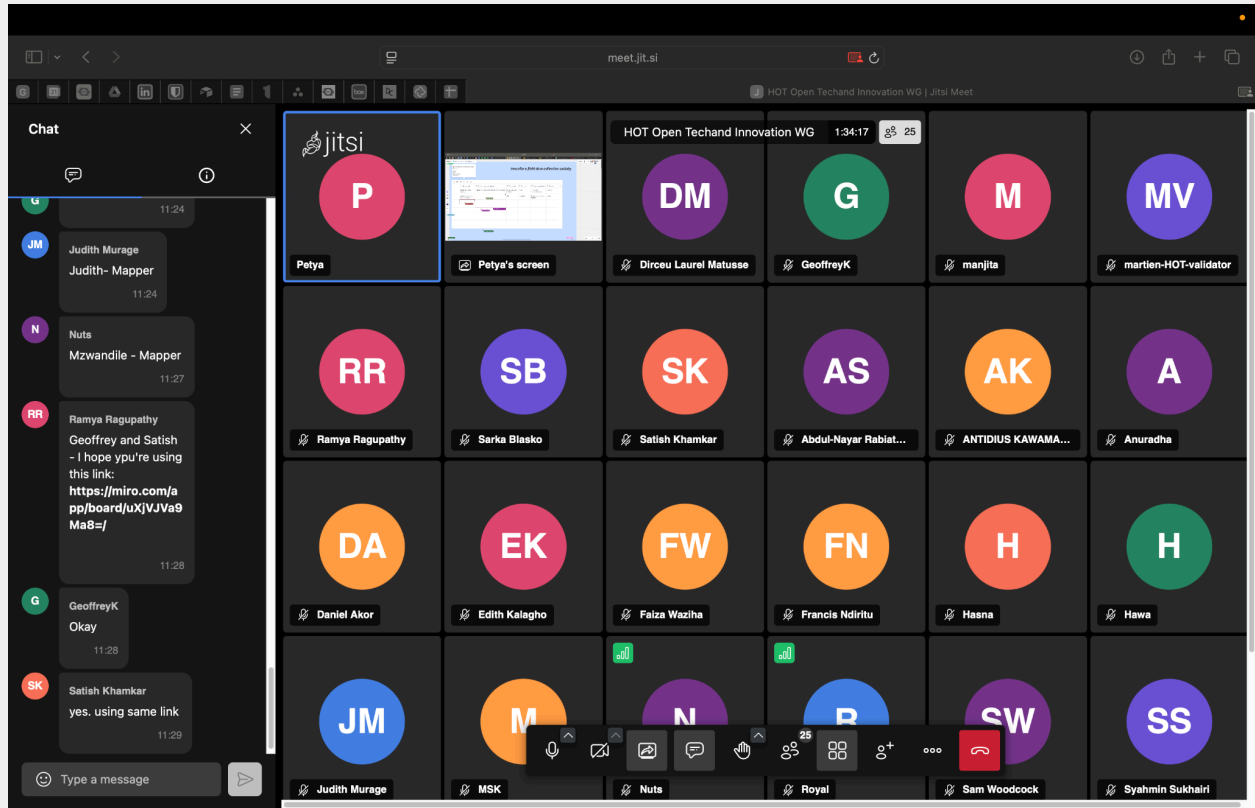 meet.jit.si
HOT Open Techand Innovation WG | Jitsi Meet
Chat
11:24
JM
Judith Murage
Judith- Mapper
11:24
N
Nuts
Mzwandile - Mapper
11:27
RR
Ramya Ragupathy
Geoffrey and Satish
- I hope ypu're using
this link:
https://miro.com/a
pp/board/uXjVJVa9
Ma8=/
11:28
G
GeoffreyK
Okay
11:28
SK
Satish Khamkar
yes. using same link
11:29
Type a message
jitsi
HOT Open Techand Innovation WG 1:34:17 25
P
Petya
Petya's screen
DM
Dirceu Laurel Matusse
G
GeoffreyK
M
manjita
MV
martien-HOT-validator
RR
Ramya Ragupathy
SB
Sarka Blasko
SK
Satish Khamkar
AS
Abdul-Nayar Rabiat...
AK
ANTIDIUS KAWAMA...
A
Anuradha
DA
Daniel Akor
EK
Edith Kalagho
FW
Faiza Waziha
FN
Francis Ndiritu
H
Hasna
H
Hawa
JM
Judith Murage
M
MSK
N
Nuts
R
Royal
SW
Sam Woodcock
SS
Syahmin Sukhairi
25